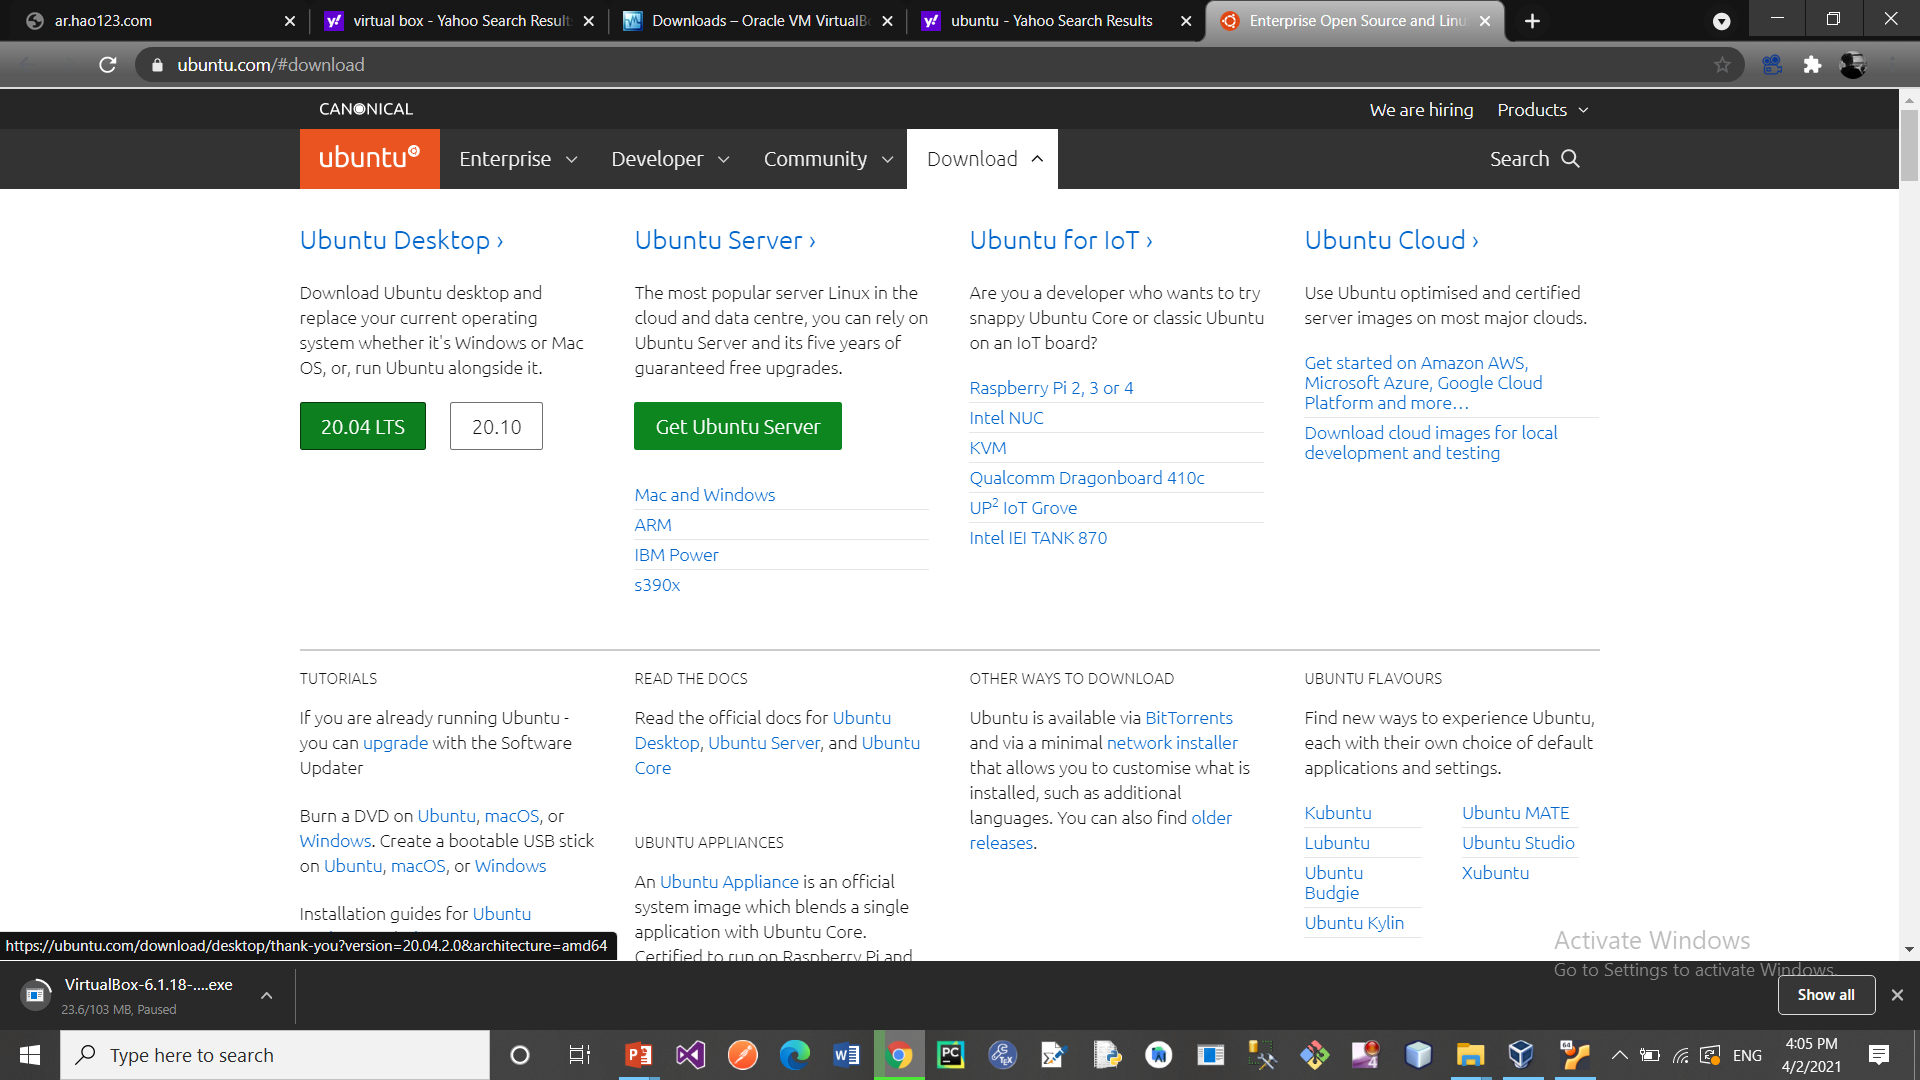 ar.hao123.com
virtual box - Yahoo Search Result
Downloads – Oracle VM VirtualB
ubuntu - Yahoo Search Results
Enterprise Open Source and Linu
ubuntu.com/#download
CANONICAL
We are hiring
Products
ubuntu
Enterprise
Developer
Community
Download
Search
Ubuntu Desktop ›
Download Ubuntu desktop and
replace your current operating
system whether it's Windows or Mac
OS, or, run Ubuntu alongside it.
20.04 LTS
20.10
Ubuntu Server ›
The most popular server Linux in the
cloud and data centre, you can rely on
Ubuntu Server and its five years of
guaranteed free upgrades.
Get Ubuntu Server
Mac and Windows
ARM
IBM Power
s390x
Ubuntu for IoT ›
Are you a developer who wants to try
snappy Ubuntu Core or classic Ubuntu
on an IoT board?
Raspberry Pi 2, 3 or 4
Intel NUC
KVM
Qualcomm Dragonboard 410c
UP² IoT Grove
Intel IEI TANK 870
Ubuntu Cloud ›
Use Ubuntu optimised and certified
server images on most major clouds.
Get started on Amazon AWS,
Microsoft Azure, Google Cloud
Platform and more…
Download cloud images for local
development and testing
TUTORIALS
If you are already running Ubuntu -
you can upgrade with the Software
Updater
Burn a DVD on Ubuntu, macOS, or
Windows. Create a bootable USB stick
on Ubuntu, macOS, or Windows
Installation guides for Ubuntu
READ THE DOCS
Read the official docs for Ubuntu
Desktop, Ubuntu Server, and Ubuntu
Core
UBUNTU APPLIANCES
An Ubuntu Appliance is an official
system image which blends a single
application with Ubuntu Core.
Certified to run on Raspberry Pi and
OTHER WAYS TO DOWNLOAD
Ubuntu is available via BitTorrents
and via a minimal network installer
that allows you to customise what is
installed, such as additional
languages. You can also find older
releases.
UBUNTU FLAVOURS
Find new ways to experience Ubuntu,
each with their own choice of default
applications and settings.
Kubuntu
Lubuntu
Ubuntu
Budgie
Ubuntu Kylin
Ubuntu MATE
Ubuntu Studio
Xubuntu
https://ubuntu.com/download/desktop/thank-you?version=20.04.2.0&architecture=amd64
Activate Windows
Go to Settings to activate Windows.
VirtualBox-6.1.18-....exe
23.6/103 MB, Paused
Show all
Type here to search
ENG
4:05 PM
4/2/2021